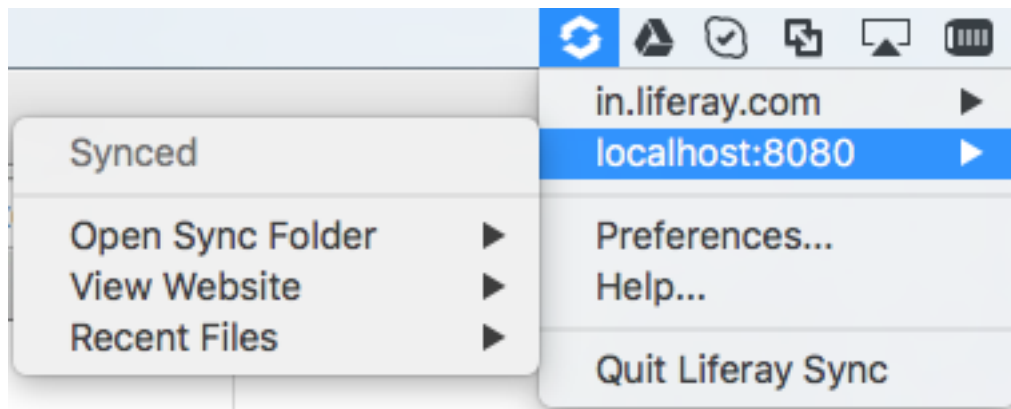 in.liferay.com
localhost:8080
Preferences...
Help...
Quit Liferay Sync
Synced
Open Sync Folder
View Website
Recent Files